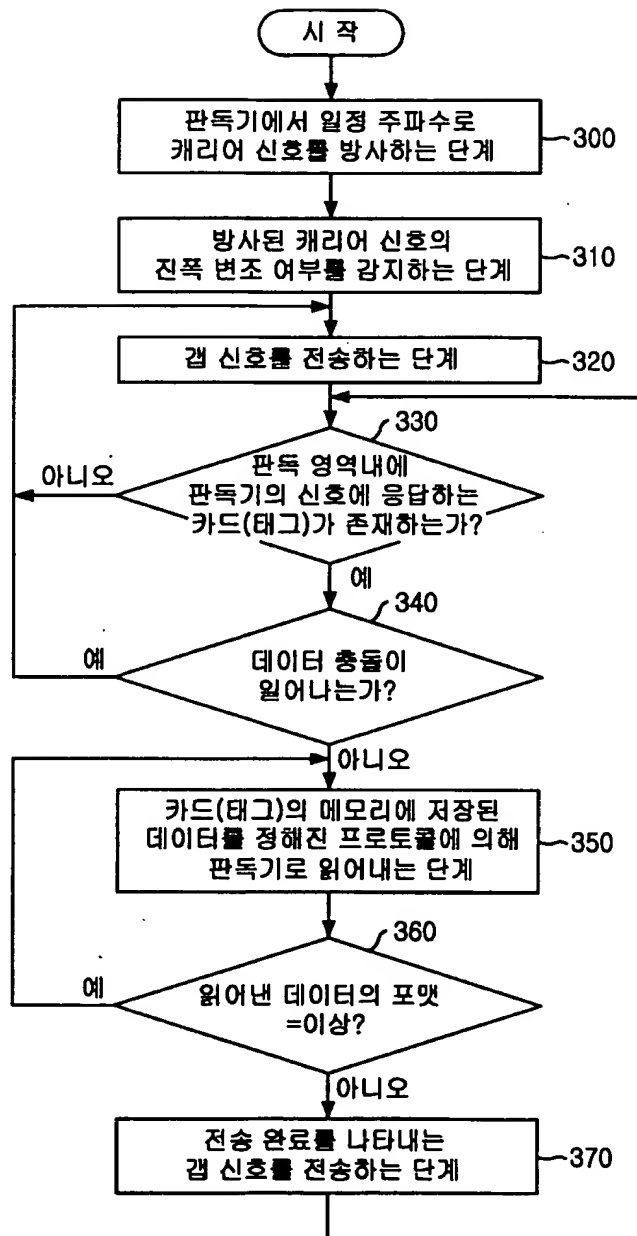 시 작
판독기에서 일정 주파수로
캐리어 신호를 방사하는 단계
300
방사된 캐리어 신호의
진폭 변조 여부를 감지하는 단계
310
갭 신호를 전송하는 단계
320
330
아니오
판독 영역내에
판독기의 신호에 응답하는
카드(태그)가 존재하는가?
예
340
예
데이터 충돌이
일어나는가?
아니오
카드(태그)의 메모리에 저장된
데이터를 정해진 프로토콜에 의해
판독기로 읽어내는 단계
350
360
예
읽어낸 데이터의 포맷
=이상?
아니오
전송 완료를 나타내는
갭 신호를 전송하는 단계
370